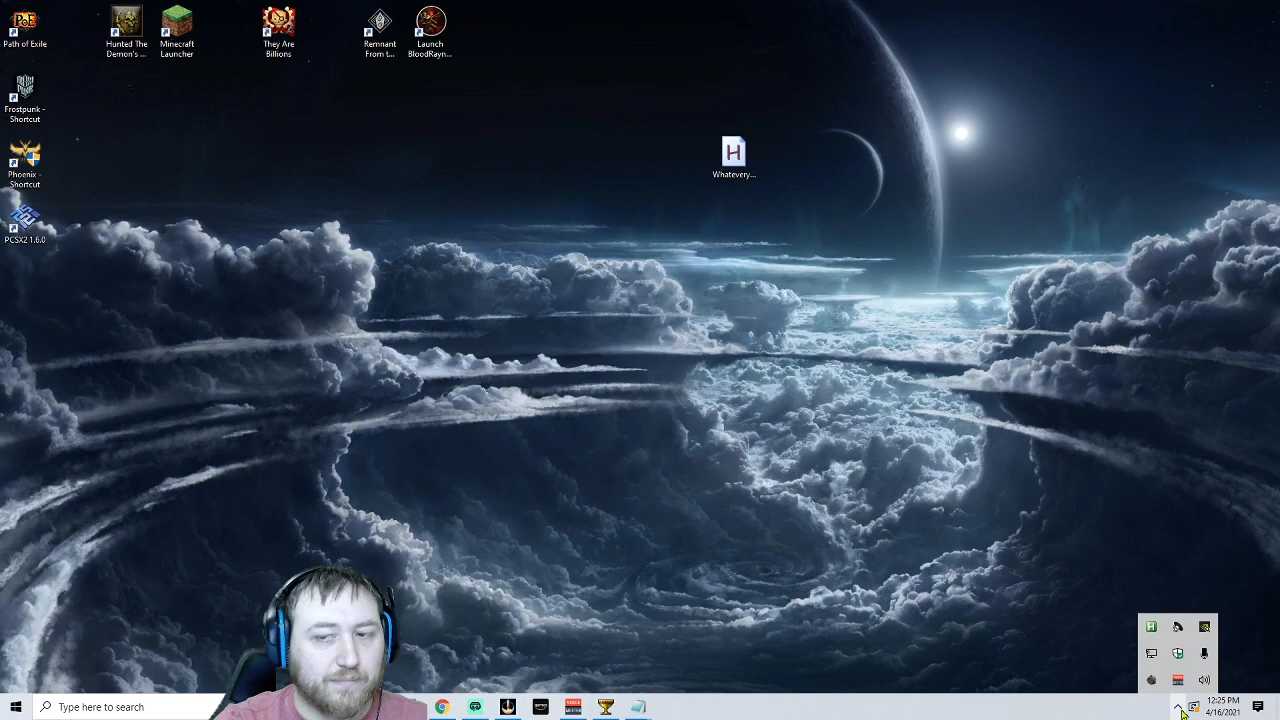 Path of Exile
Hunted The
Demon's ...
Minecraft
Launcher
They Are
Billions
Remnant
From t...
Launch
BloodRayn...
Frostpunk -
Shortcut
Phoenix -
Shortcut
PCSX2 1.6.0
H
Whatevery...
Type here to search
12:25 PM
4/16/2021